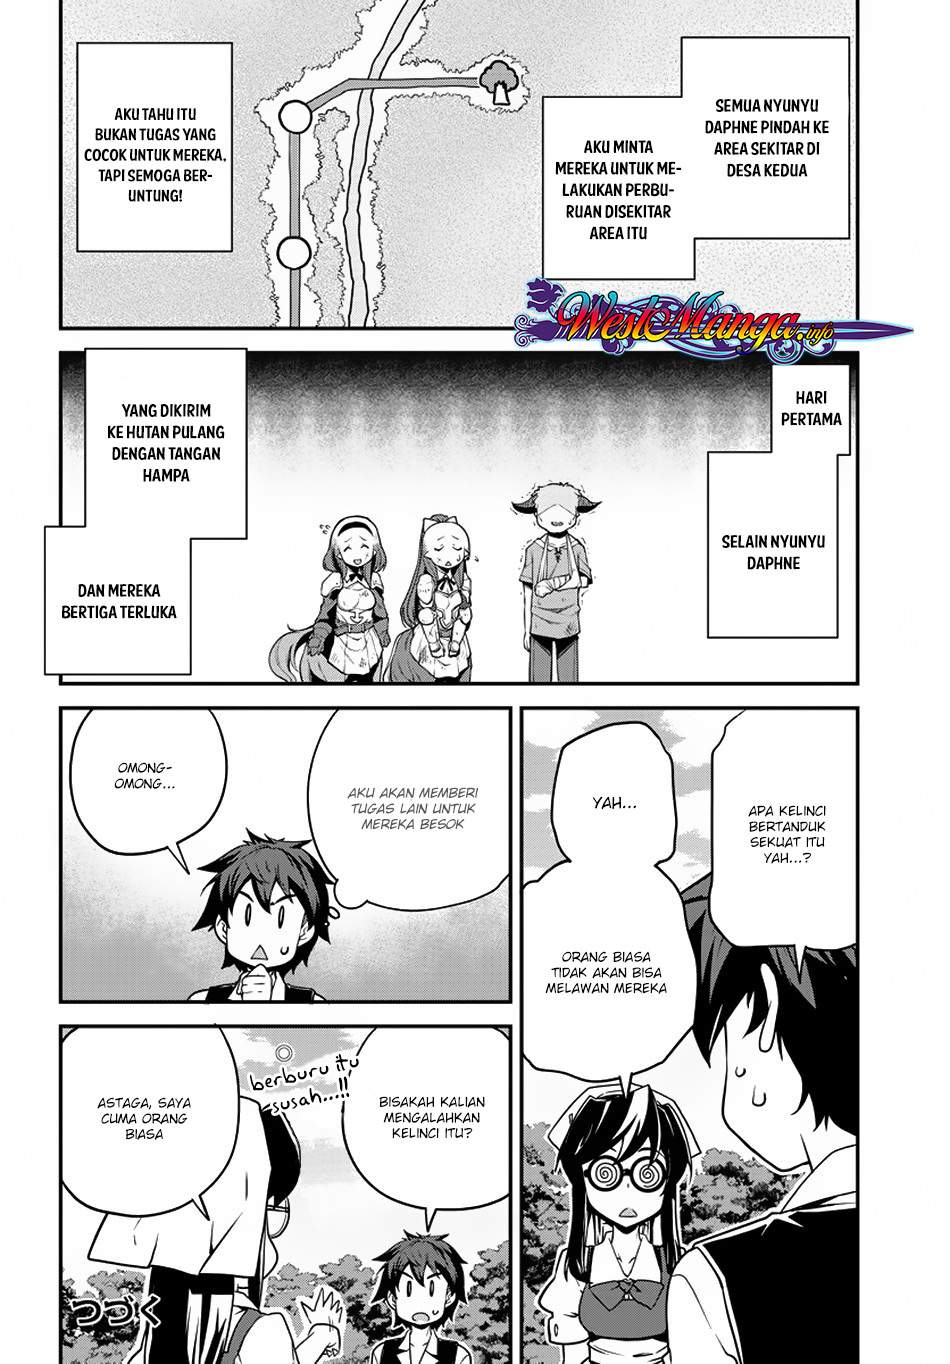 SEMUA NYUNYU
DAPHNE PINDAH KE
AREA SEKITAR DI
DESA KEDUA
AKU MINTA
MEREKA UNTUK ME-
LAKUKAN PERBU-
RUAN DISEKITAR
AREA ITU
AKU TAHU ITU
BUKAN TUGAS YANG
COCOK UNTUK MEREKA,
TAPI SEMOGA BER-
UNTUNG!
WestManga.info
HARI
PERTAMA
SELAIN NYUNYU
DAPHNE
YANG DIKIRIM
KE HUTAN PULANG
DENGAN TANGAN
HAMPA
DAN MEREKA
BERTIGA TERLUKA
APA KELINCI
BERTANDUK
SEKUAT ITU
YAH...?
YAH...
ORANG BIASA
TIDAK AKAN BISA
MELAWAN MEREKA
AKU AKAN MEMBERI
TUGAS LAIN UNTUK
MEREKA BESOK
OMONG-
OMONG...
BISAKAH KALIAN
MENGALAHKAN
KELINCI ITU?
berburu itu
susah...!!
ASTAGA, SAYA
CUMA ORANG
BIASA
つづく